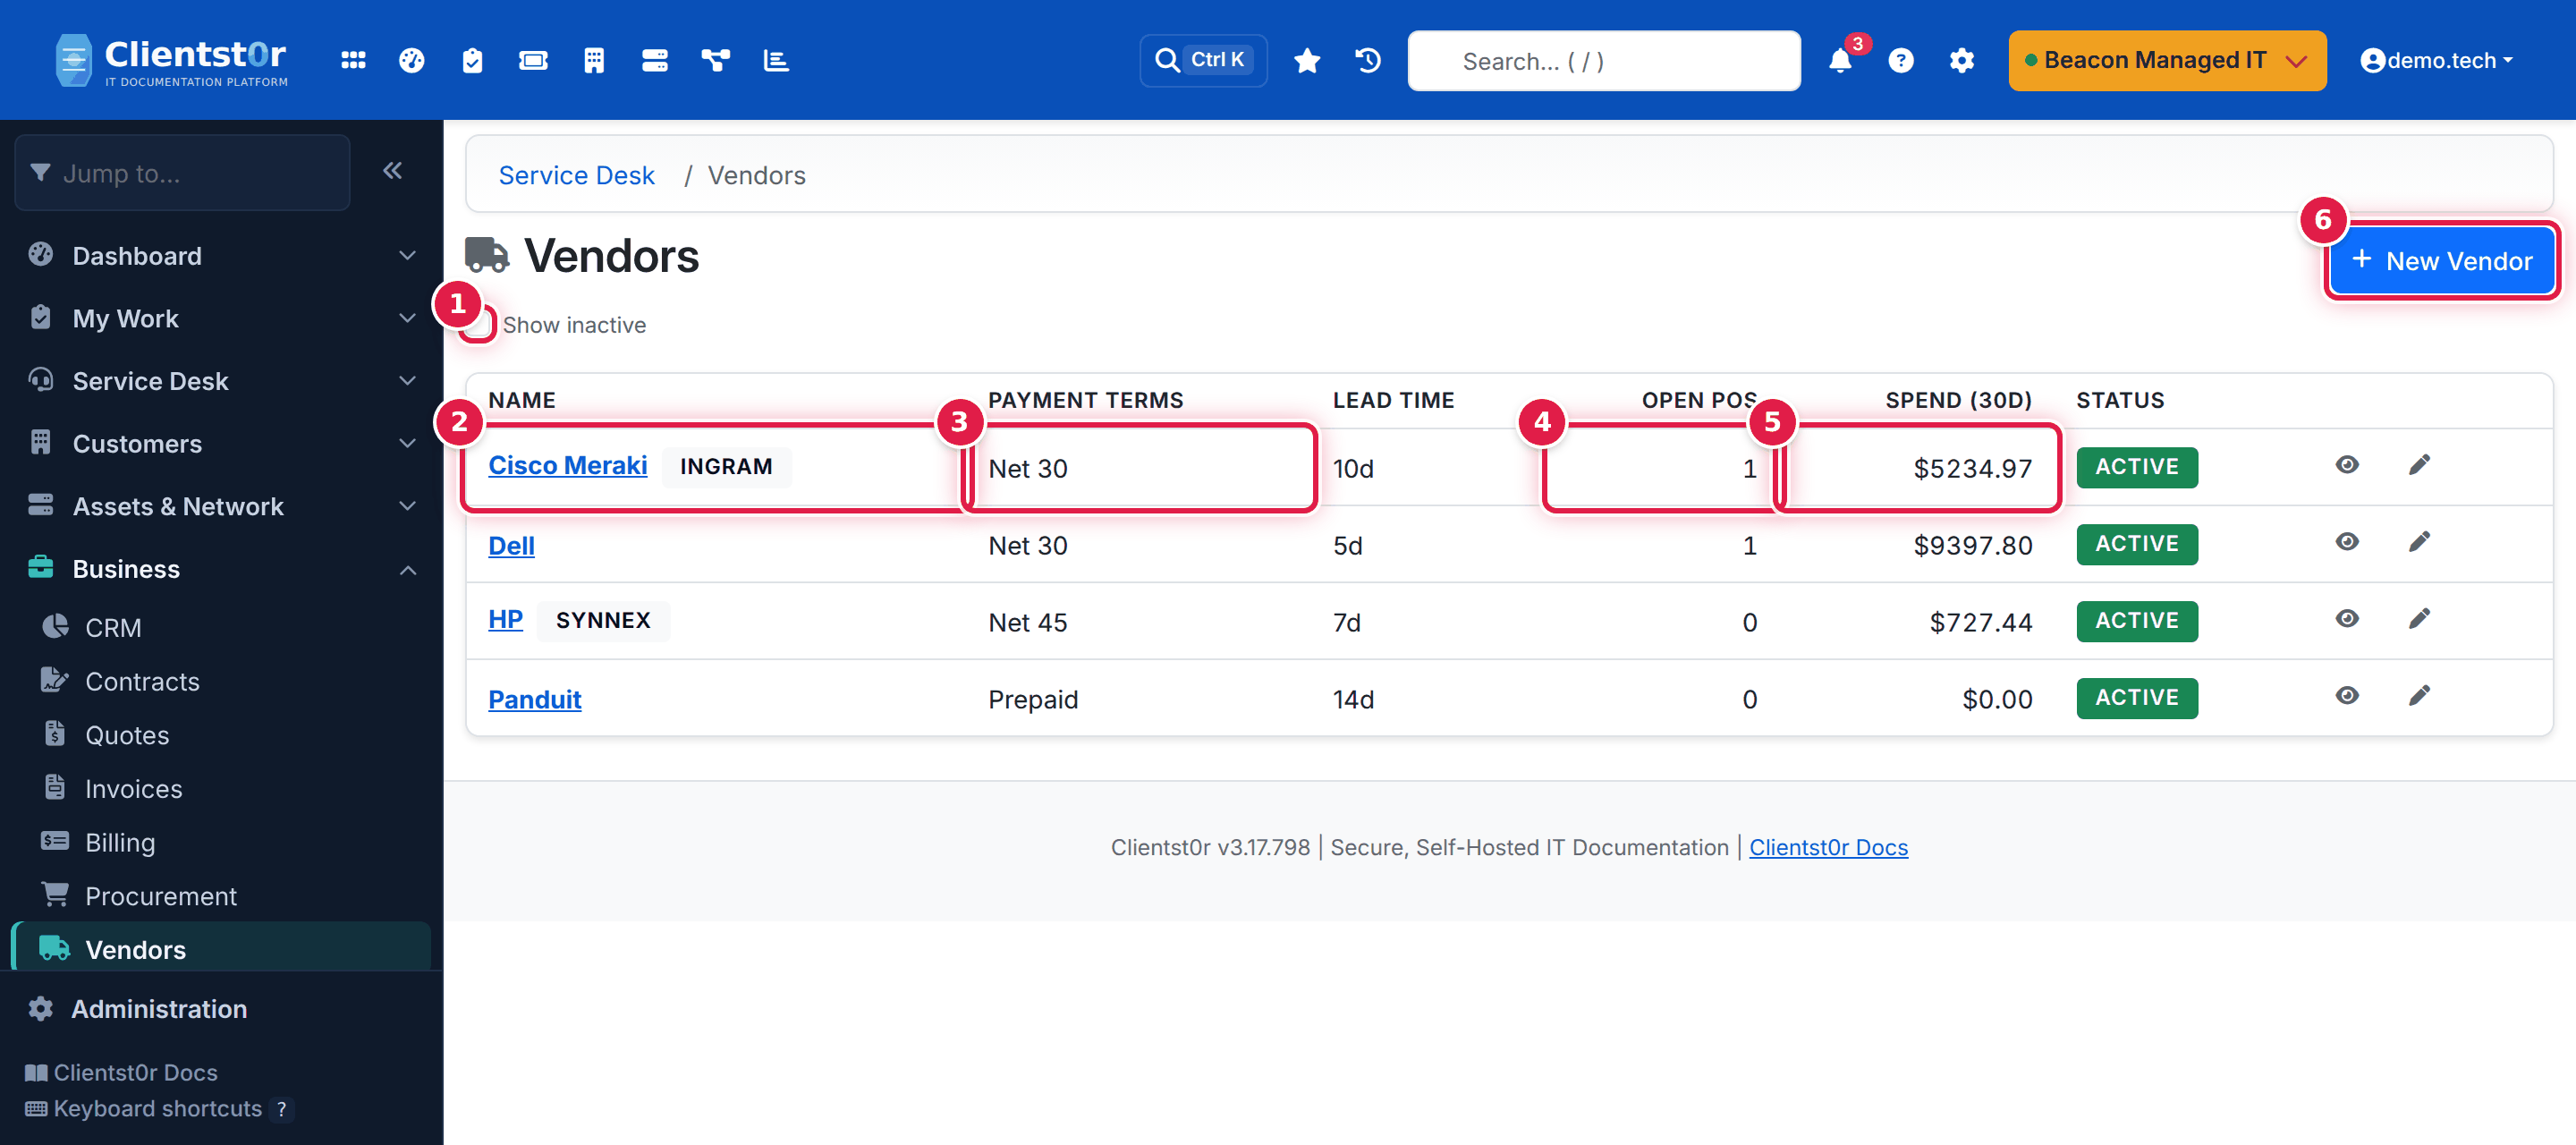 Clientst0r
IT DOCUMENTATION PLATFORM
Ctrl K
Search... ( / )
3
?
Beacon Managed IT
demo.tech
Jump to...
Dashboard
My Work
Service Desk
Customers
Assets & Network
Business
CRM
Contracts
Quotes
Invoices
Billing
Procurement
Vendors
Administration
Clientst0r Docs
Keyboard shortcuts ?
Service Desk / Vendors
Vendors
6
+ New Vendor
1
Show inactive
NAME PAYMENT TERMS LEAD TIME OPEN POS SPEND (30D) STATUS
2 3 4 5
Cisco Meraki INGRAM Net 30 10d 1 $5234.97 ACTIVE
Dell Net 30 5d 1 $9397.80 ACTIVE
HP SYNNEX Net 45 7d 0 $727.44 ACTIVE
Panduit Prepaid 14d 0 $0.00 ACTIVE
Clientst0r v3.17.798 | Secure, Self-Hosted IT Documentation | Clientst0r Docs